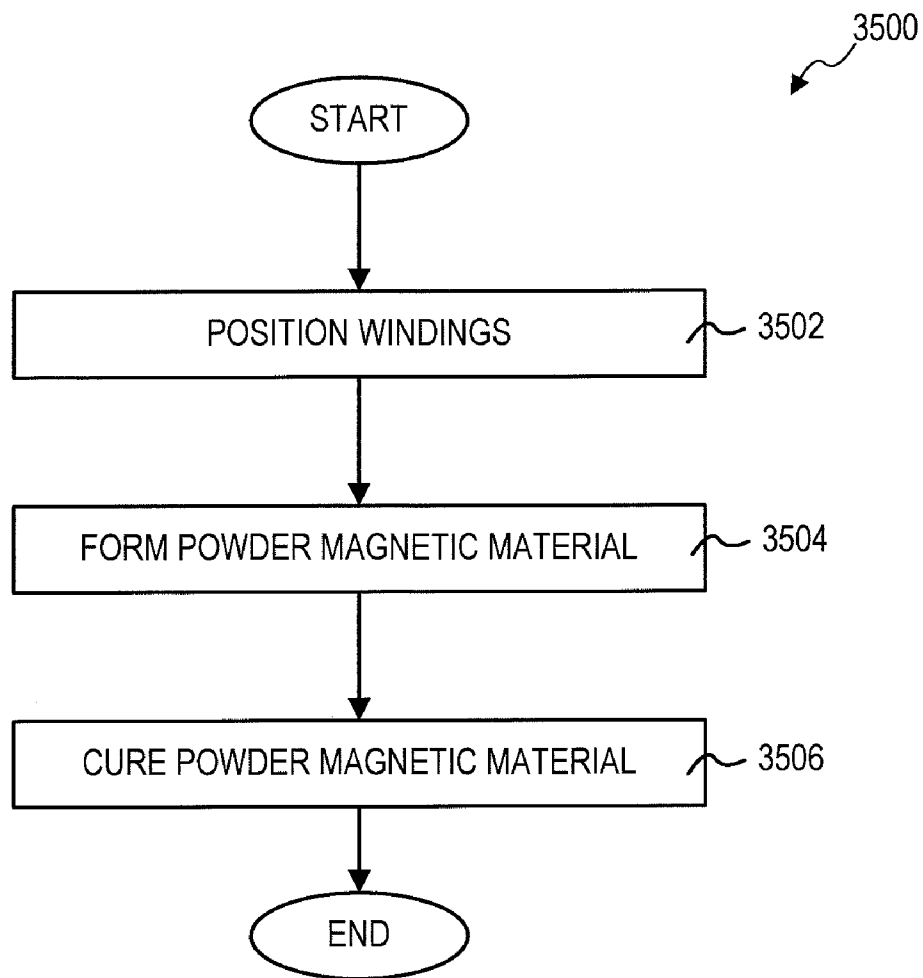 3500
START
POSITION WINDINGS
3502
FORM POWDER MAGNETIC MATERIAL
3504
CURE POWDER MAGNETIC MATERIAL
3506
END